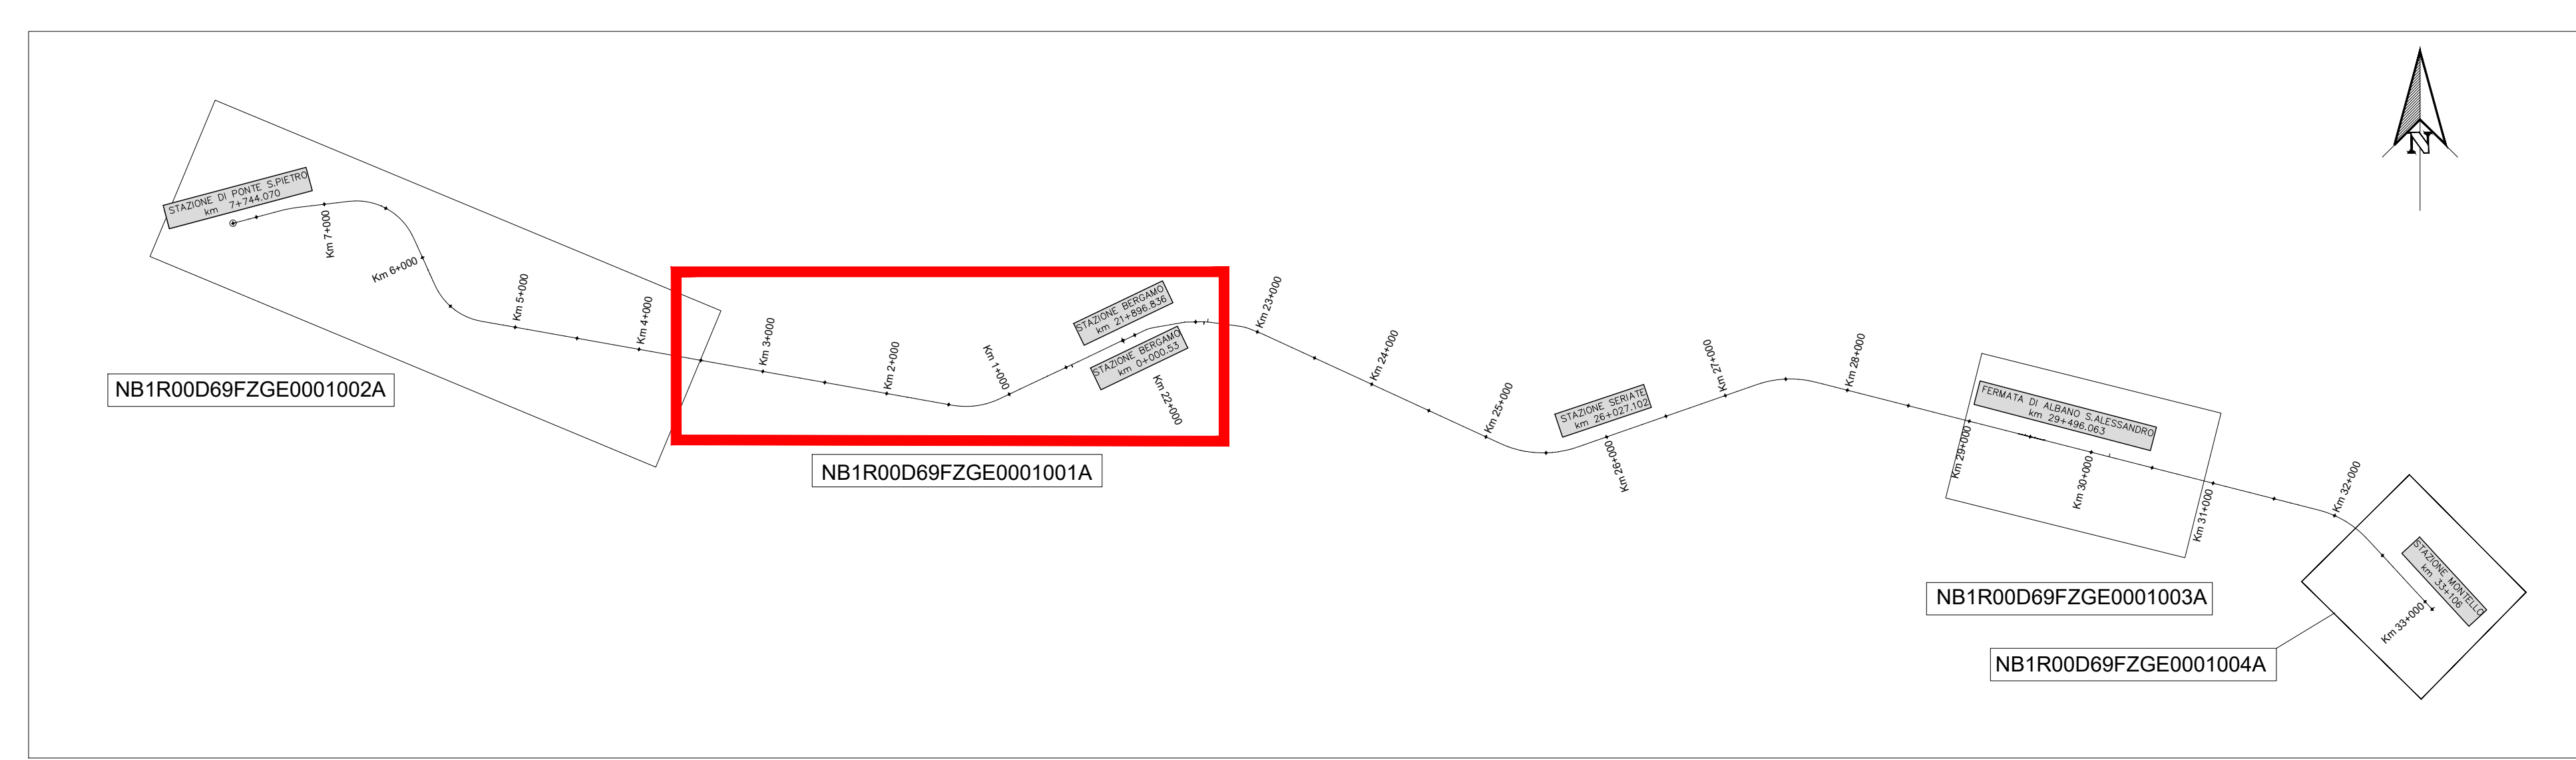 N
STAZIONE DI PONTE S.PIETRO
km 7+744.070
Km 7+000
Km 6+000
Km 5+000
Km 4+000
NB1R00D69FZGE0001002A
Km 3+000
Km 2+000
Km 1+000
STAZIONE BERGAMO
km 21+896.836
STAZIONE BERGAMO
km 0+000.53
Km 22+000
NB1R00D69FZGE0001001A
Km 23+000
Km 24+000
Km 25+000
STAZIONE SERIATE
km 26+027.102
Km 26+000
Km 27+000
Km 28+000
FERMATA DI ALBANO S.ALESSANDRO
km 29+496.063
Km 29+000
Km 30+000
Km 31+000
NB1R00D69FZGE0001003A
Km 32+000
STAZIONE MONTELLO
km 33+106
Km 33+000
NB1R00D69FZGE0001004A